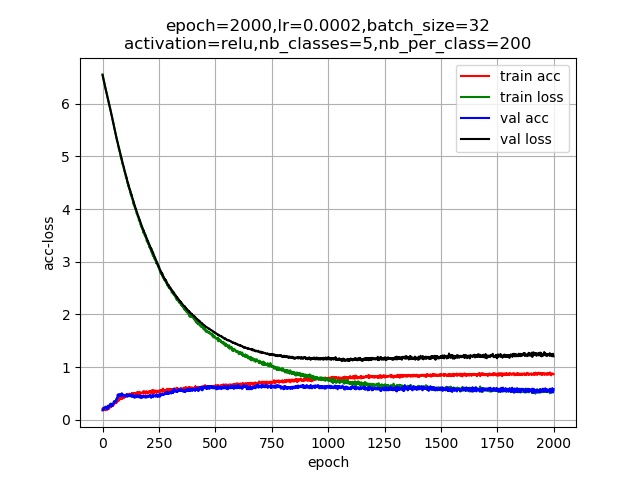 epoch=2000,lr=0.0002,batch_size=32
activation=relu,nb_classes=5,nb_per_class=200
train acc
train loss
val acc
val loss
acc-loss
6
5
4
3
2
1
0
0 250 500 750 1000 1250 1500 1750 2000
epoch